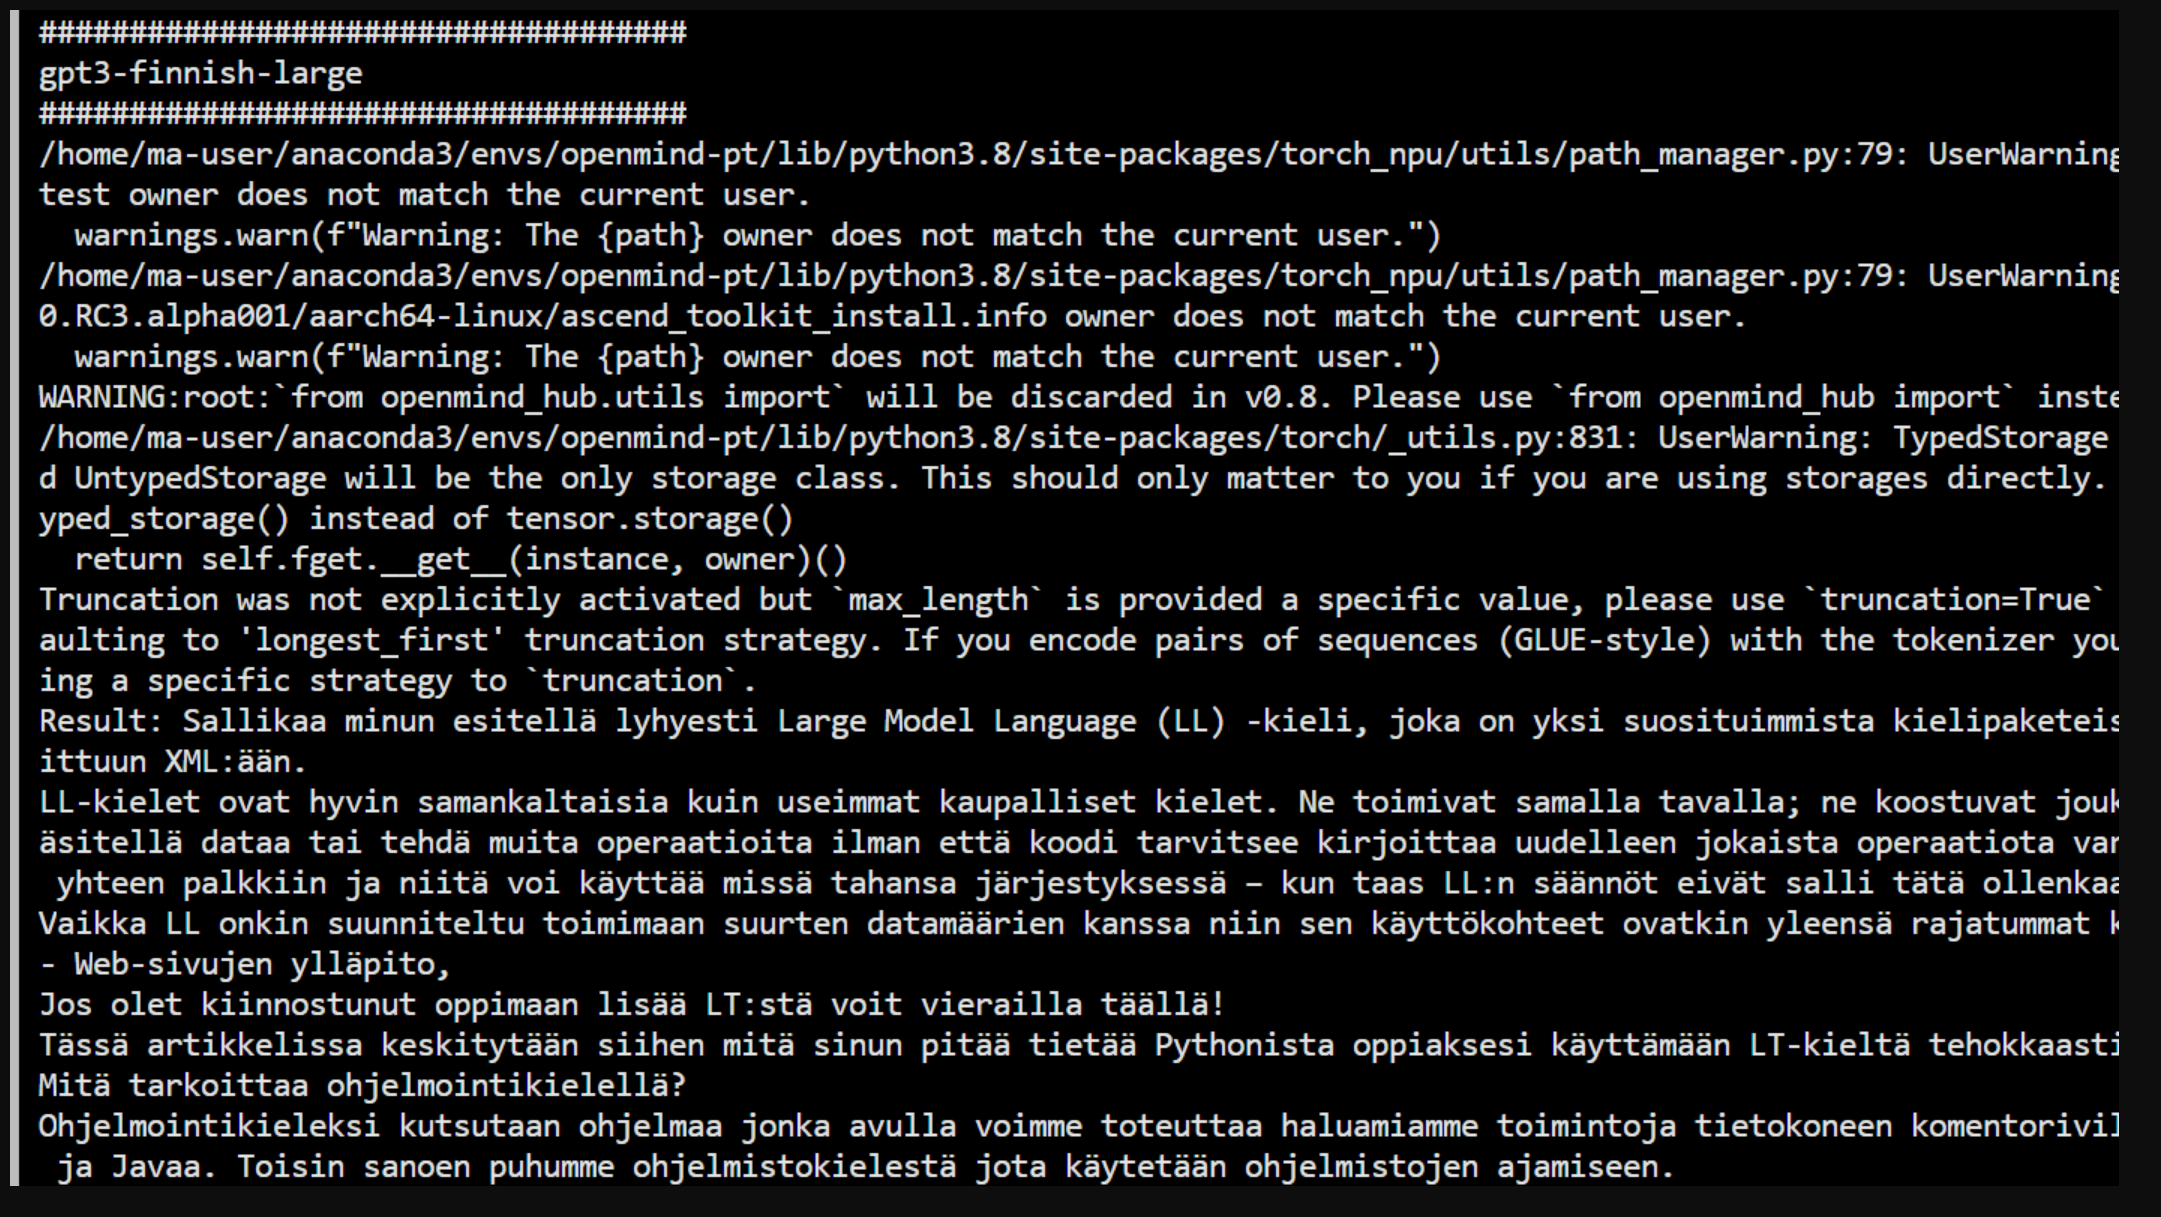 ####################################
gpt3-finnish-large
####################################
/home/ma-user/anaconda3/envs/openmind-pt/lib/python3.8/site-packages/torch_npu/utils/path_manager.py:79: UserWarning
test owner does not match the current user.
  warnings.warn(f"Warning: The {path} owner does not match the current user.")
/home/ma-user/anaconda3/envs/openmind-pt/lib/python3.8/site-packages/torch_npu/utils/path_manager.py:79: UserWarning
0.RC3.alpha001/aarch64-linux/ascend_toolkit_install.info owner does not match the current user.
  warnings.warn(f"Warning: The {path} owner does not match the current user.")
WARNING:root:`from openmind_hub.utils import` will be discarded in v0.8. Please use `from openmind_hub import` inste
/home/ma-user/anaconda3/envs/openmind-pt/lib/python3.8/site-packages/torch/_utils.py:831: UserWarning: TypedStorage
d UntypedStorage will be the only storage class. This should only matter to you if you are using storages directly.
yped_storage() instead of tensor.storage()
  return self.fget.__get__(instance, owner)()
Truncation was not explicitly activated but `max_length` is provided a specific value, please use `truncation=True`
aulting to 'longest_first' truncation strategy. If you encode pairs of sequences (GLUE-style) with the tokenizer you
ing a specific strategy to `truncation`.
Result: Sallikaa minun esitellä lyhyesti Large Model Language (LL) -kieli, joka on yksi suosituimmista kielipaketeis
ittuun XML:ään.
LL-kielet ovat hyvin samankaltaisia kuin useimmat kaupalliset kielet. Ne toimivat samalla tavalla; ne koostuvat jouk
äsitellä dataa tai tehdä muita operaatioita ilman että koodi tarvitsee kirjoittaa uudelleen jokaista operaatiota var
 yhteen palkkiin ja niitä voi käyttää missä tahansa järjestyksessä – kun taas LL:n säännöt eivät salli tätä ollenkaa
Vaikka LL onkin suunniteltu toimimaan suurten datamäärien kanssa niin sen käyttökohteet ovatkin yleensä rajatummat k
- Web-sivujen ylläpito,
Jos olet kiinnostunut oppimaan lisää LT:stä voit vierailla täällä!
Tässä artikkelissa keskitytään siihen mitä sinun pitää tietää Pythonista oppiaksesi käyttämään LT-kieltä tehokkaasti
Mitä tarkoittaa ohjelmointikielellä?
Ohjelmointikieleksi kutsutaan ohjelmaa jonka avulla voimme toteuttaa haluamiamme toimintoja tietokoneen komentorivil
 ja Javaa. Toisin sanoen puhumme ohjelmistokielestä jota käytetään ohjelmistojen ajamiseen.